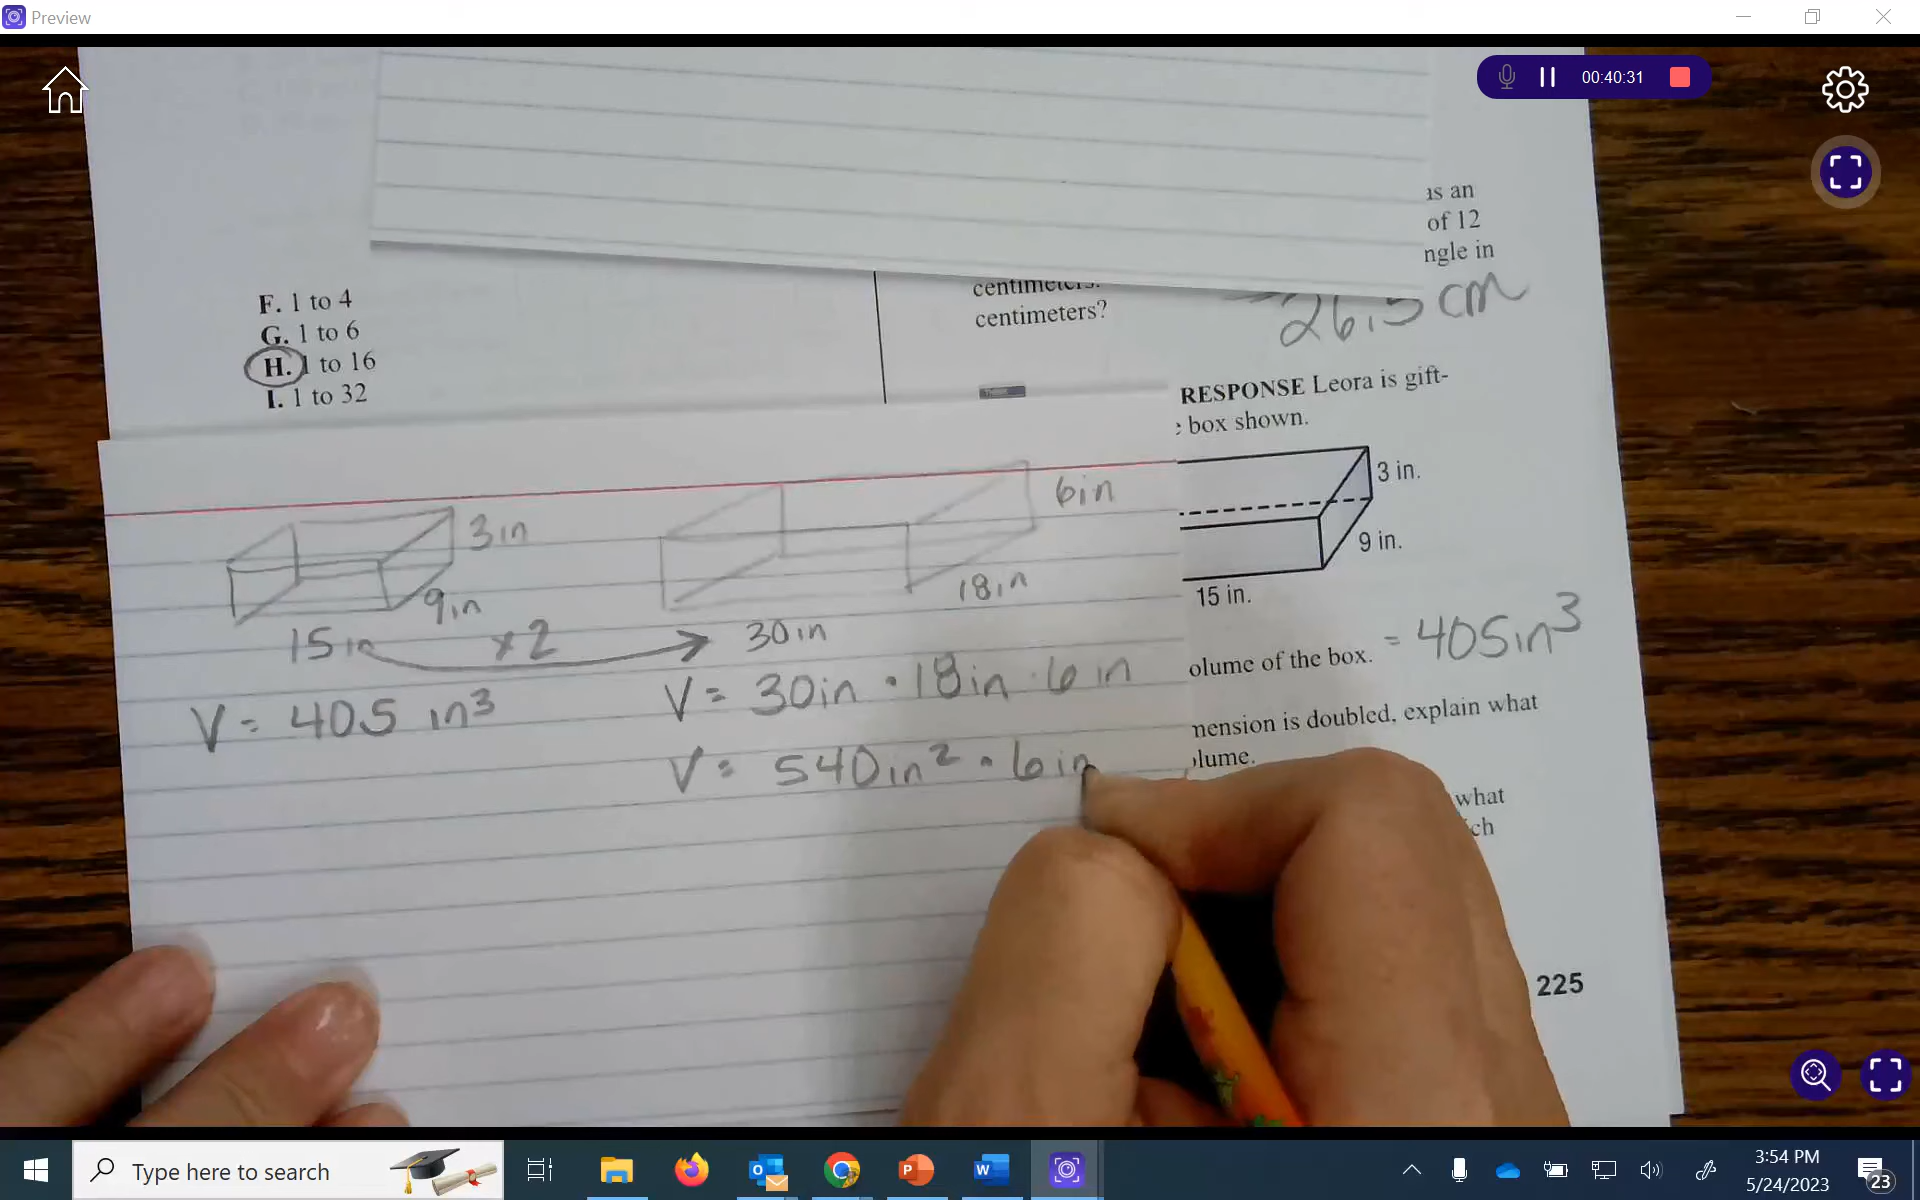 Preview
00:40:31
is an
of 12
ngle in
centimeters?
26.5 cm
F. 1 to 4
G. 1 to 6
H. 1 to 16
I. 1 to 32
RESPONSE Leora is gift-
e box shown.
3 in.
9 in.
15 in.
3 in
9 in
15 in
x2
6 in
18 in
30 in
V = 405 in³
V = 30 in · 18 in · 6 in
V = 540 in² · 6 in
olume of the box. = 405 in³
mension is doubled, explain what
olume.
what
ich
225
Type here to search
3:54 PM
5/24/2023
23